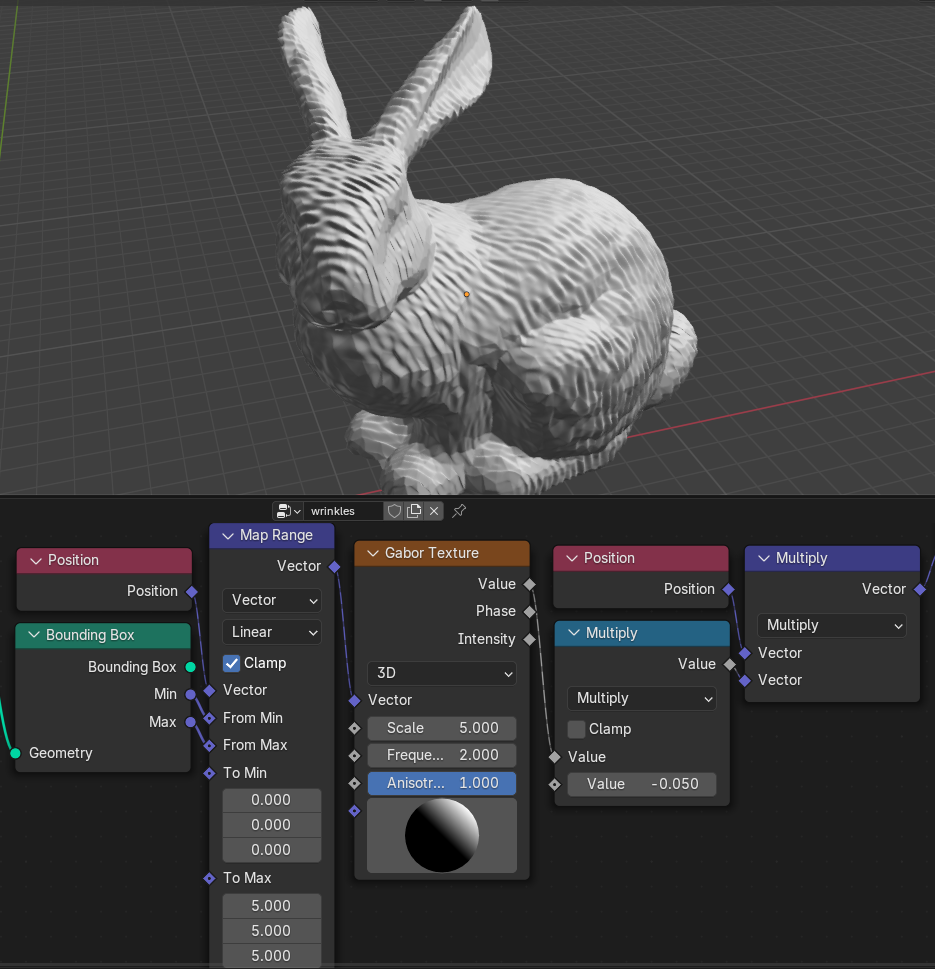 wrinkles
Position
Position
Bounding Box
Bounding Box
Min
Max
Geometry
Map Range
Vector
Vector
Linear
Clamp
Vector
From Min
From Max
To Min
0.000
0.000
0.000
To Max
5.000
5.000
5.000
Gabor Texture
Value
Phase
Intensity
3D
Vector
Scale 5.000
Freque... 2.000
Anisotr... 1.000
Position
Position
Multiply
Value
Multiply
Clamp
Value
Value -0.050
Multiply
Vector
Multiply
Vector
Vector